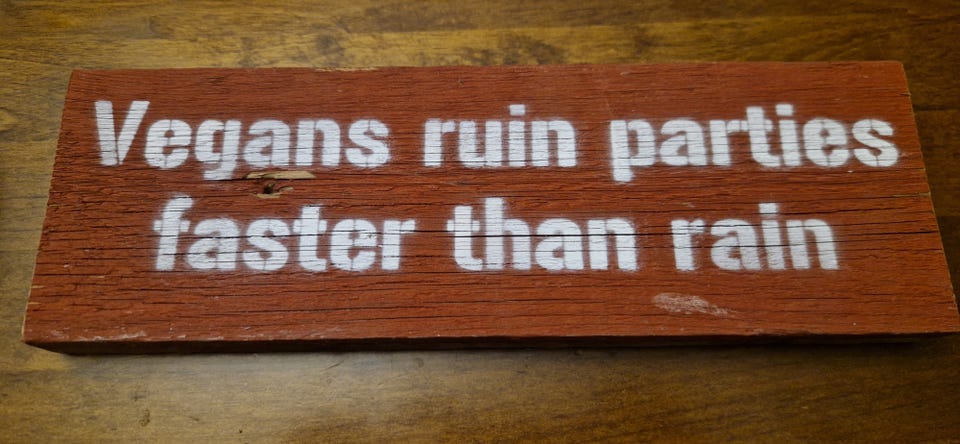 Vegans ruin parties
faster than rain